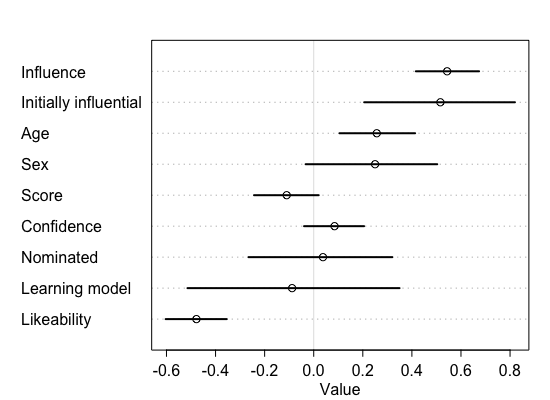 Influence
Initially influential
Age
Sex
Score
Confidence
Nominated
Learning model
Likeability
-0.6 -0.4 -0.2 0.0 0.2 0.4 0.6 0.8
Value